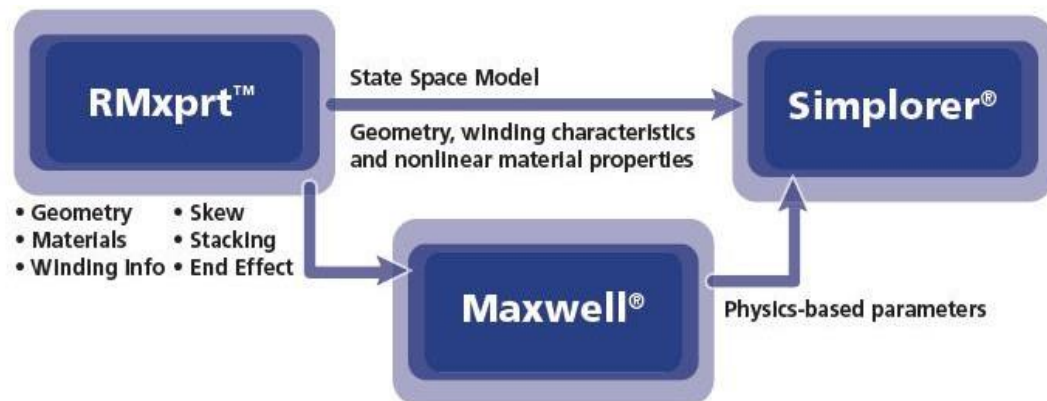 RMxprt™
State Space Model
Geometry, winding characteristics
and nonlinear material properties
Simplorer®
• Geometry • Skew
• Materials • Stacking
• Winding Info • End Effect
Maxwell®
Physics-based parameters